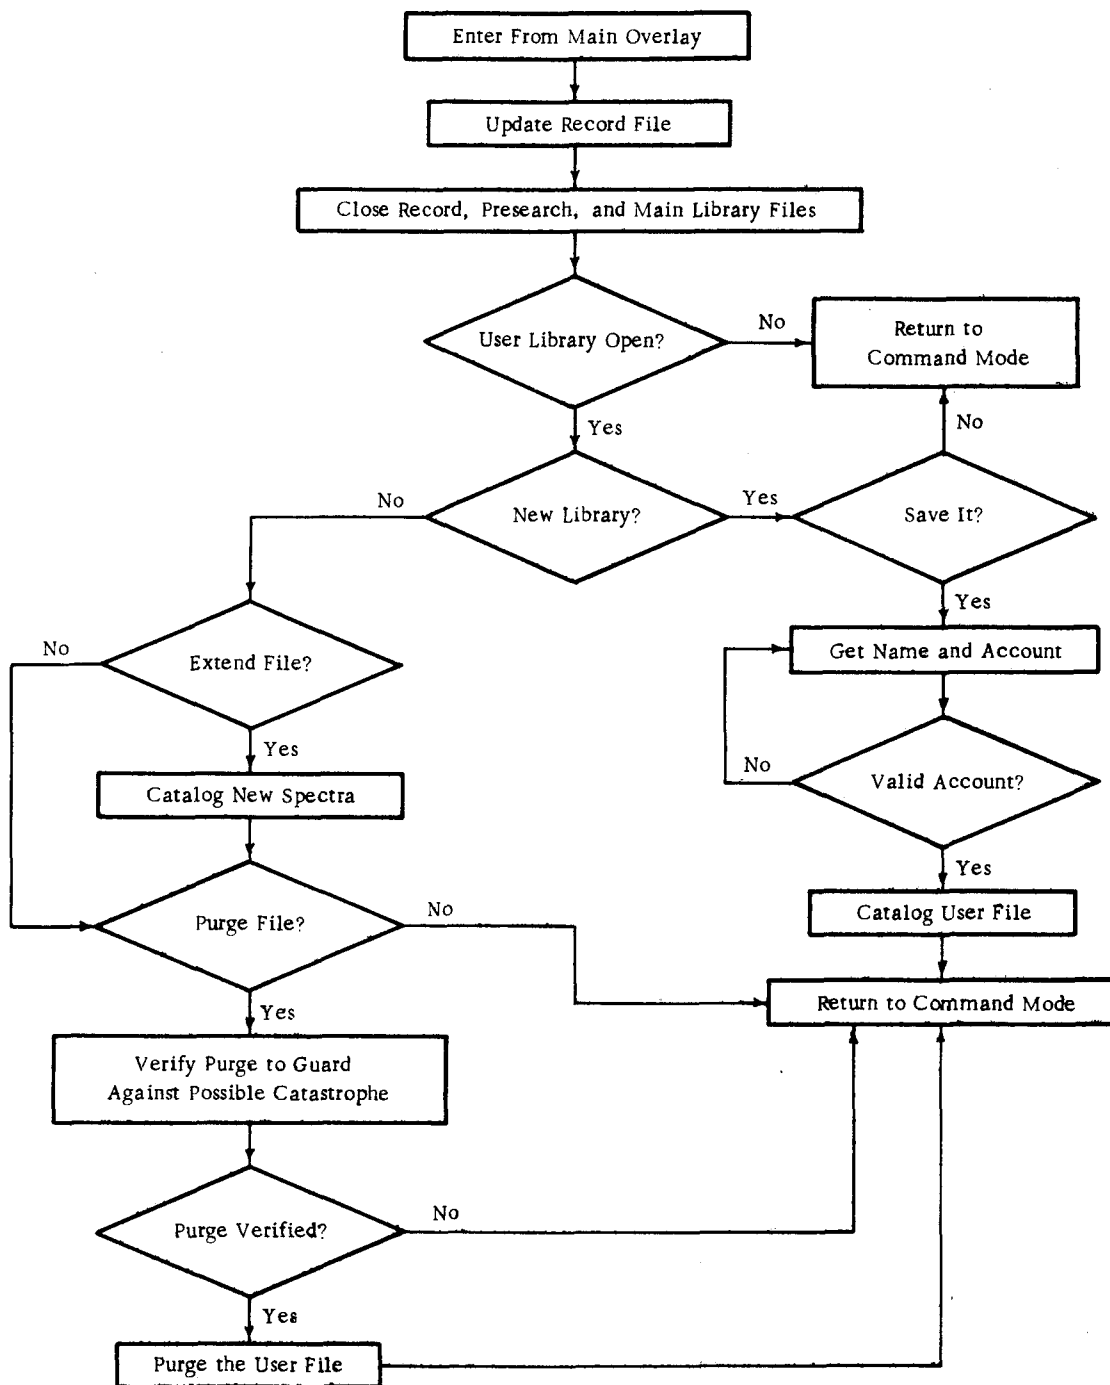 Enter From Main Overlay
Update Record File
Close Record, Presearch, and Main Library Files
User Library Open?
No
Return to
Command Mode
Yes
No
No
New Library?
Yes
Save It?
Yes
No
Extend File?
Get Name and Account
Yes
No
Valid Account?
Catalog New Spectra
Yes
Purge File?
No
Catalog User File
Yes
Return to Command Mode
Verify Purge to Guard
Against Possible Catastrophe
Purge Verified?
No
Yes
Purge the User File